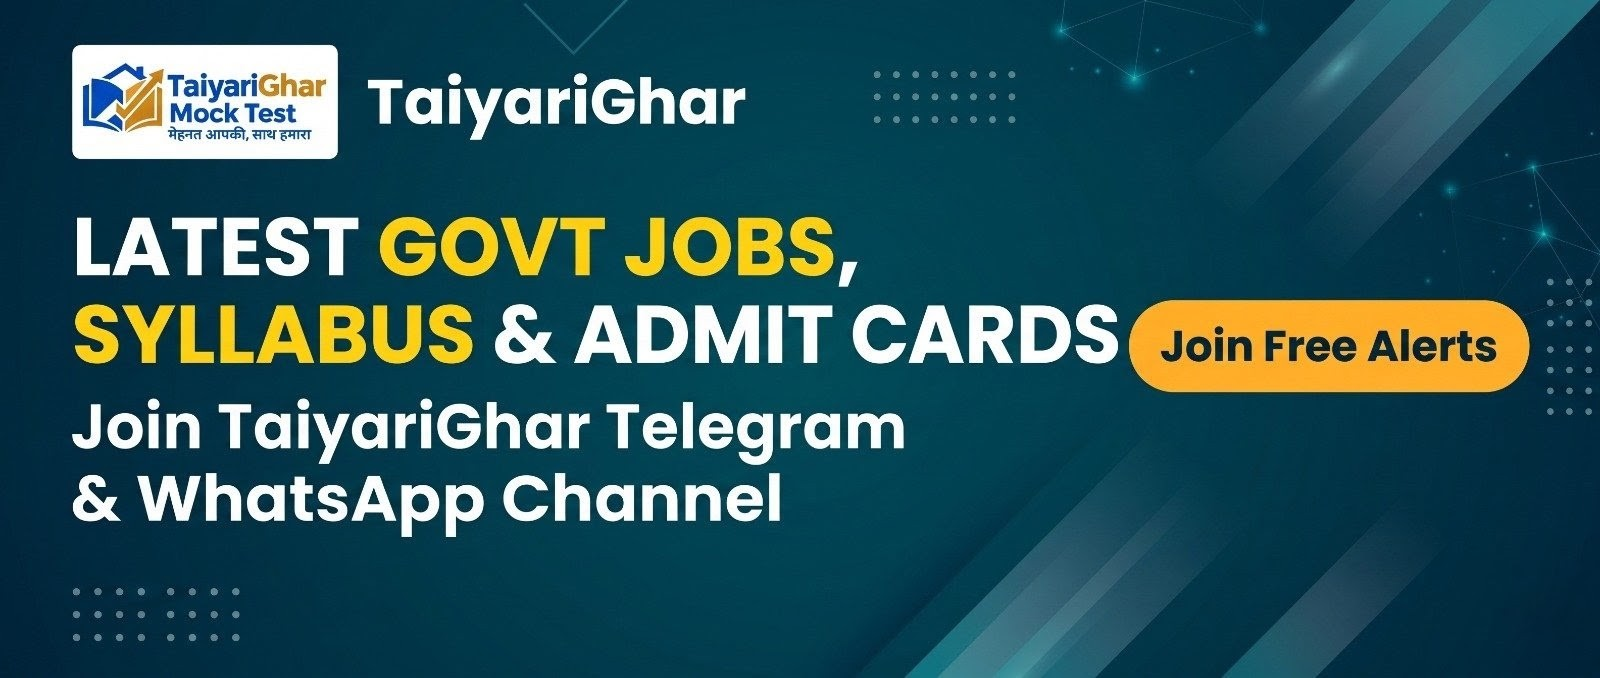 TaiyariGhar
Mock Test
मेहनत आपकी, साथ हमारा
TaiyariGhar
LATEST GOVT JOBS,
SYLLABUS & ADMIT CARDS
Join Free Alerts
Join TaiyariGhar Telegram
& WhatsApp Channel